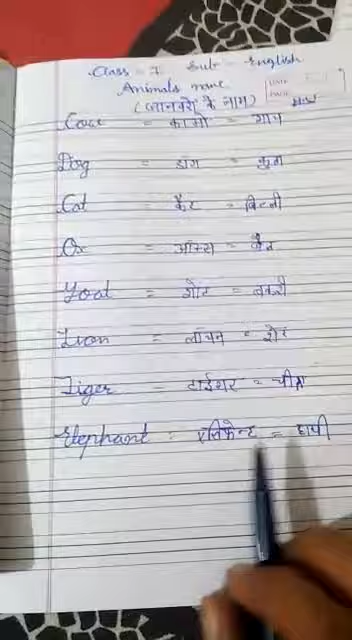 Class - 7 Sub - English
Animals name
(जानवरों के नाम)
Cow = काओ = गाय
Dog = डॉग = कुत्ता
Cat = कैट = बिल्ली
Ox = ऑक्स = बैल
Goat = गोट = बकरी
Lion = लॉयन = शेर
Tiger = टाईगर = चीता
Elephant = एलिफेन्ट = हाथी